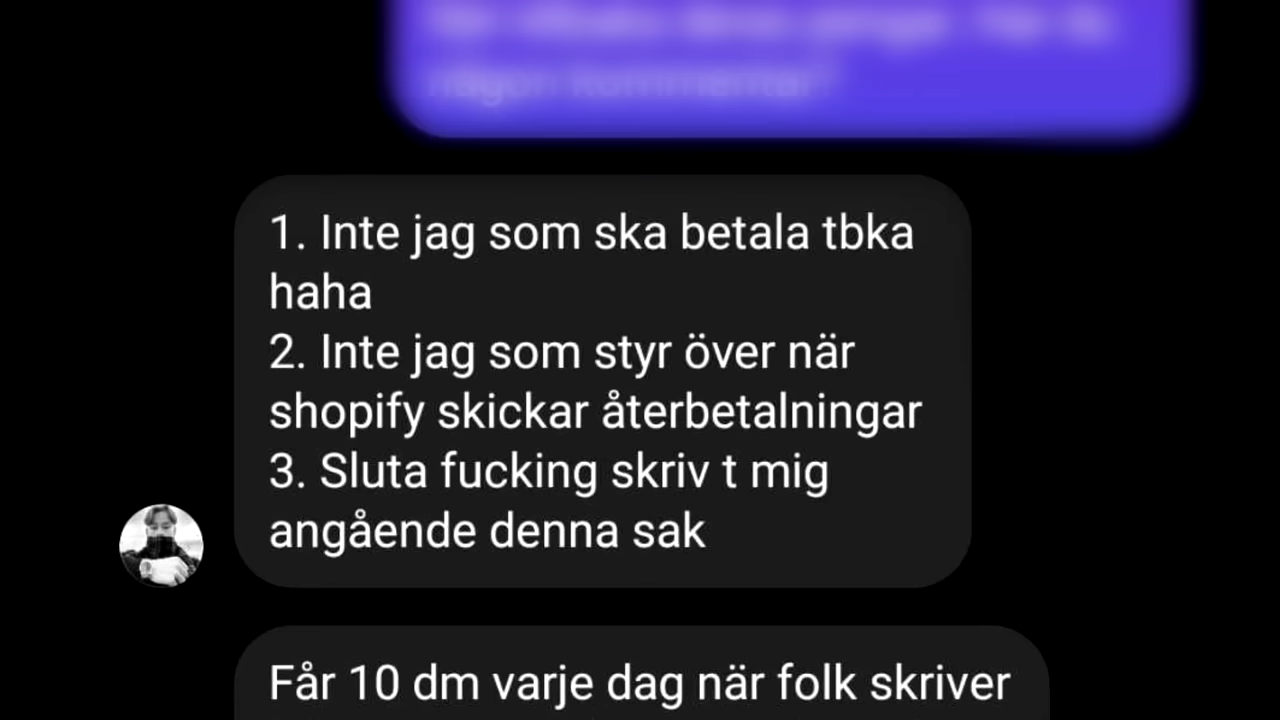 1. Inte jag som ska betala tbka
haha
2. Inte jag som styr över när
shopify skickar återbetalningar
3. Sluta fucking skriv t mig
angående denna sak
Får 10 dm varje dag när folk skriver